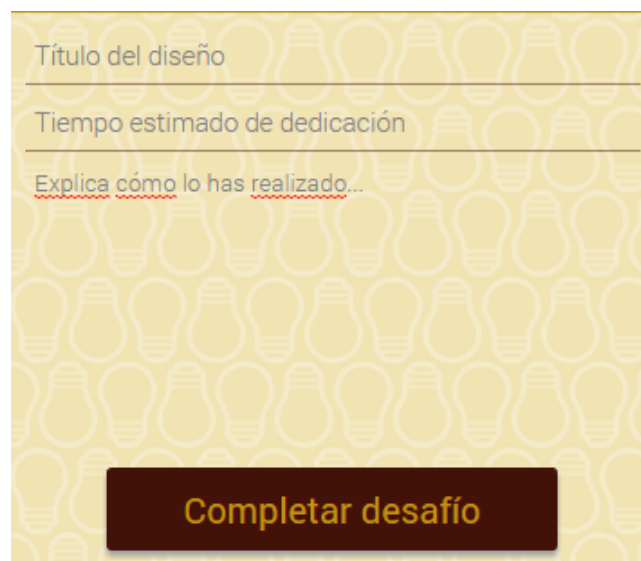 Título del diseño
Tiempo estimado de dedicación
Explica cómo lo has realizado...
Completar desafío